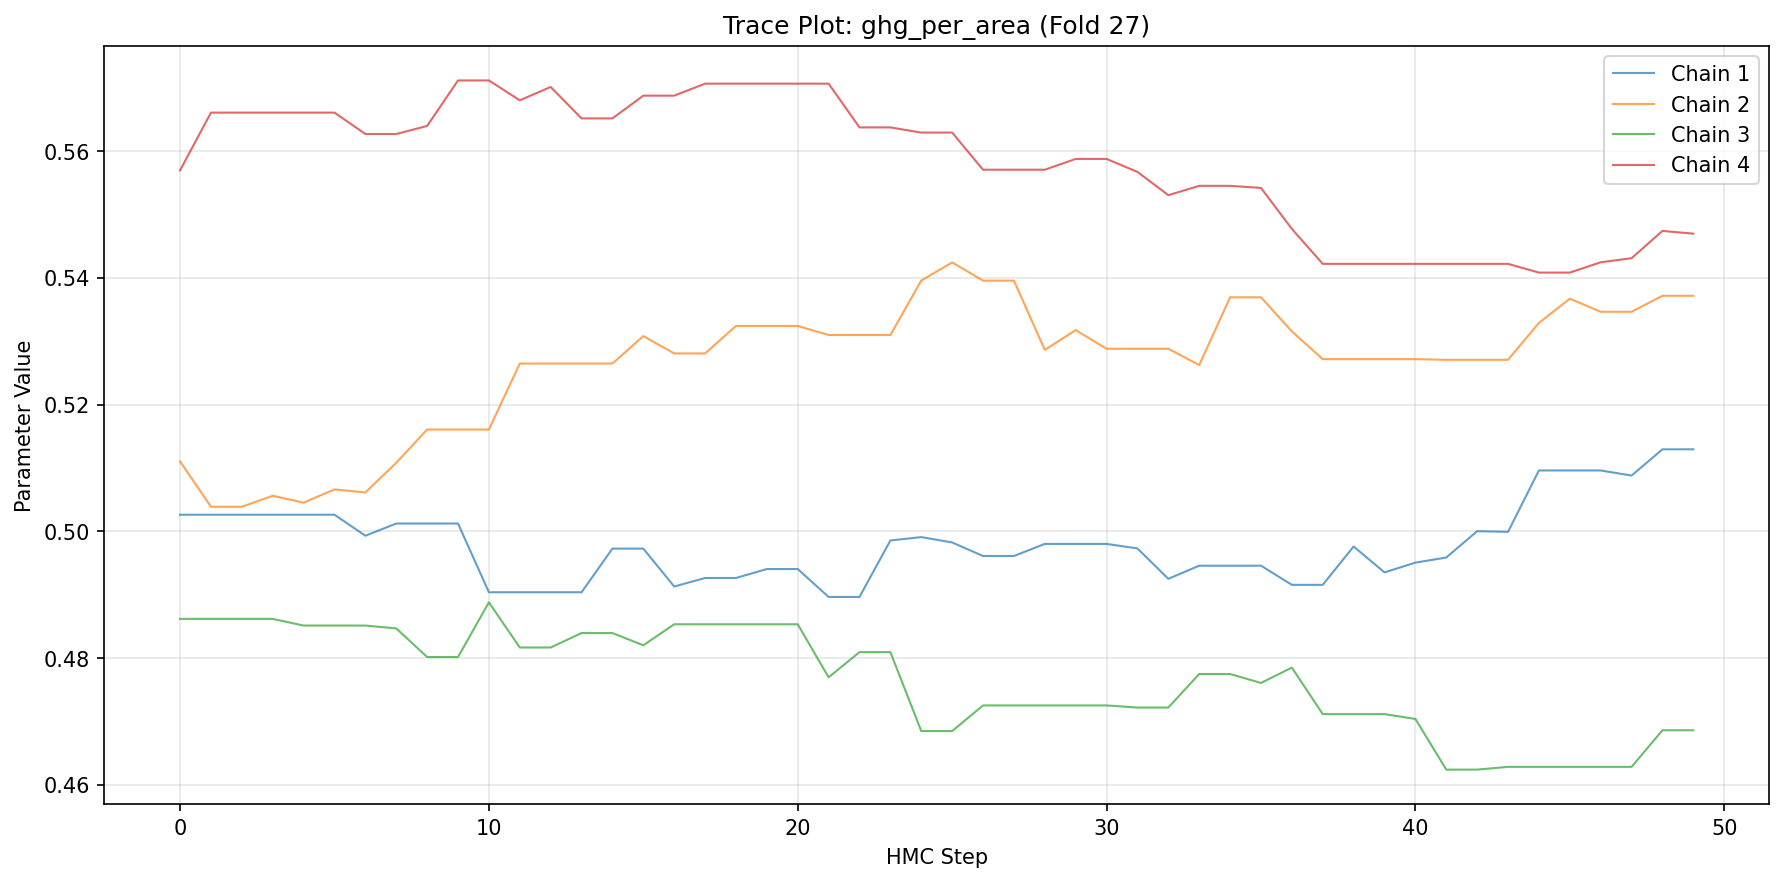 Trace Plot: ghg_per_area (Fold 27)
Chain 1
Chain 2
Chain 3
Chain 4
Parameter Value
0.56
0.54
0.52
0.50
0.48
0.46
0 10 20 30 40 50
HMC Step